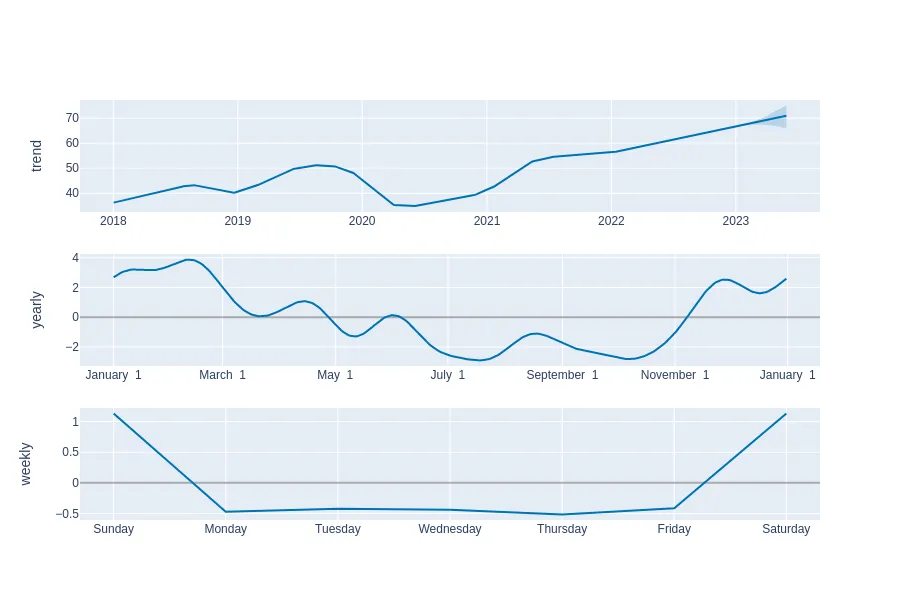 trend
70
60
50
40
2018 2019 2020 2021 2022 2023
yearly
4
2
0
−2
January 1 March 1 May 1 July 1 September 1 November 1 January 1
weekly
1
0.5
0
−0.5
Sunday Monday Tuesday Wednesday Thursday Friday Saturday